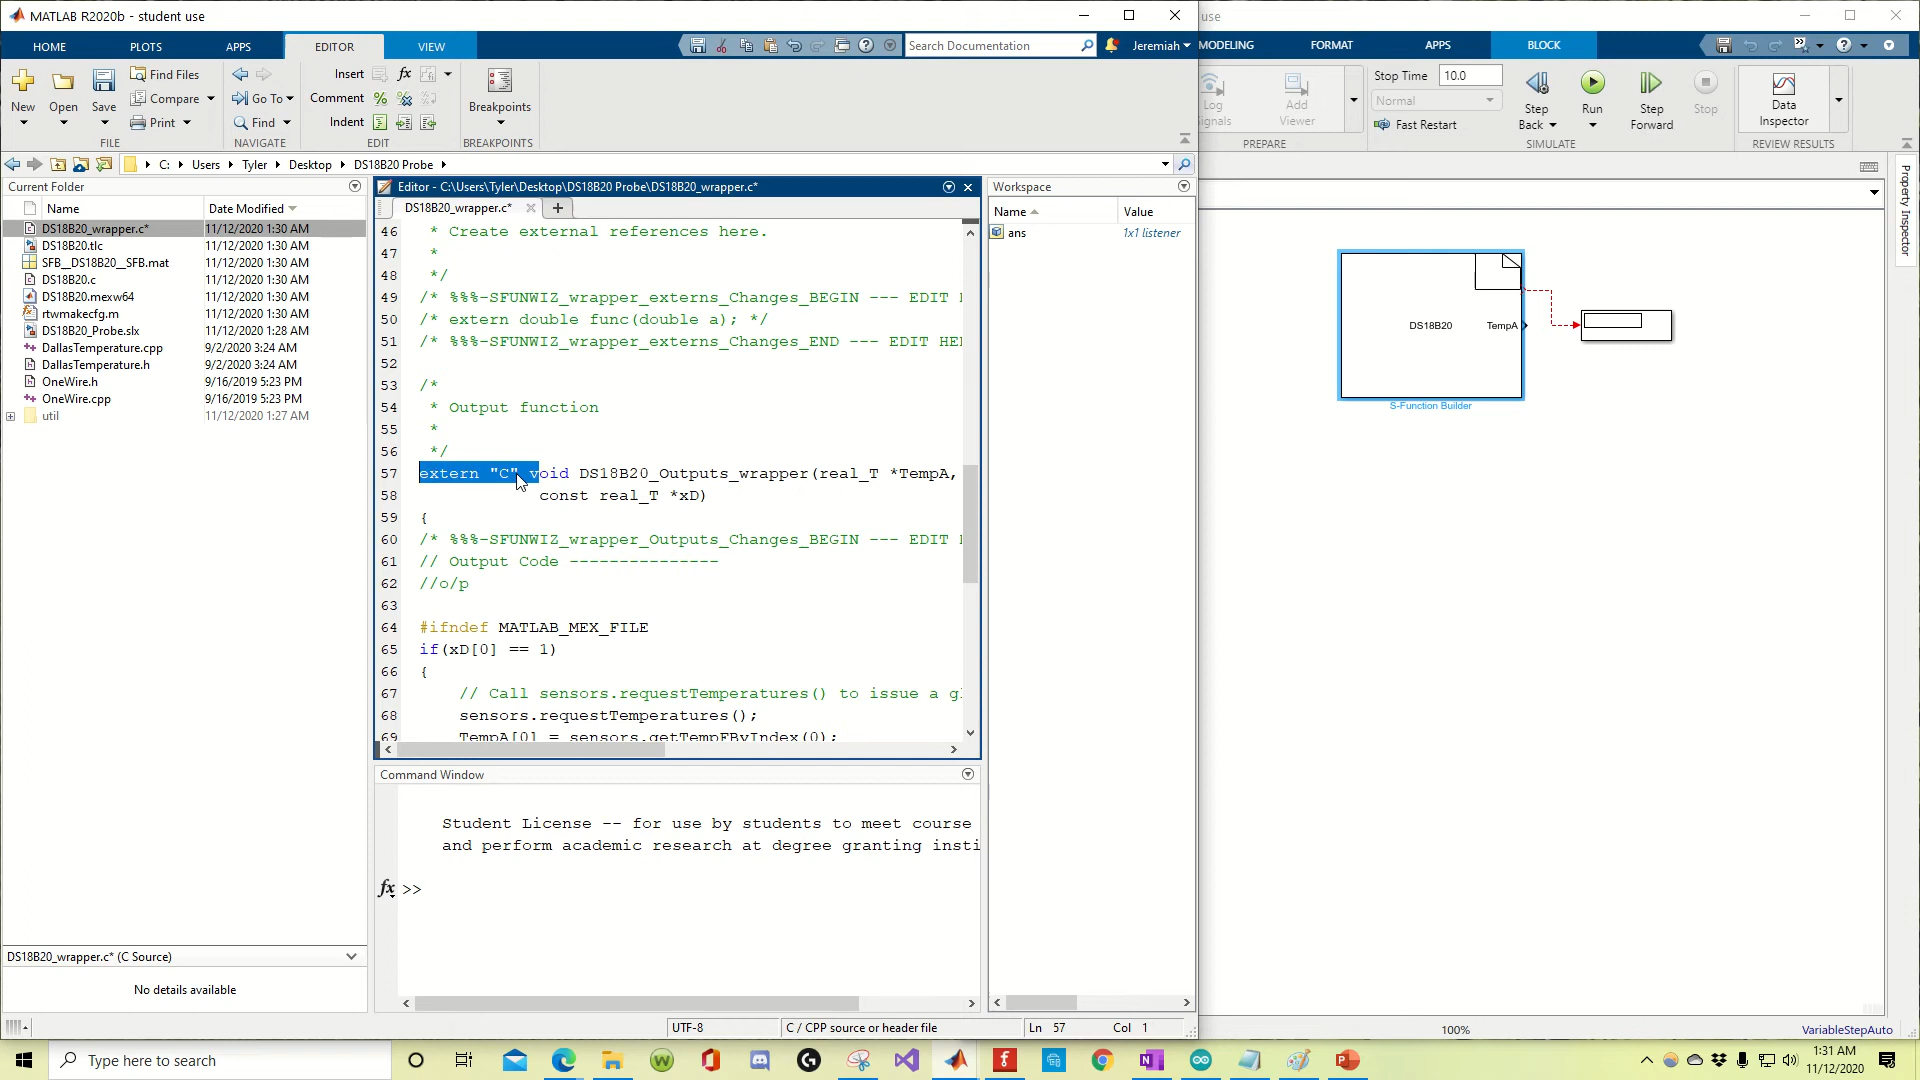 MATLAB R2020b - student use
use
HOME
PLOTS
APPS
EDITOR
VIEW
Search Documentation
Jeremiah
MODELING
FORMAT
APPS
BLOCK
New
Open
Save
Find Files
Compare
Print
Go To
Find
Insert
Comment
Indent
fx
Breakpoints
FILE
NAVIGATE
EDIT
BREAKPOINTS
Log
Signals
Add
Viewer
PREPARE
Stop Time 10.0
Normal
Fast Restart
Step
Back
Run
Step
Forward
Stop
SIMULATE
Data
Inspector
REVIEW RESULTS
C: Users Tyler Desktop DS18B20 Probe
Current Folder
Name Date Modified
DS18B20_wrapper.c* 11/12/2020 1:30 AM
DS18B20.tlc 11/12/2020 1:30 AM
SFB__DS18B20__SFB.mat 11/12/2020 1:30 AM
DS18B20.c 11/12/2020 1:30 AM
DS18B20.mexw64 11/12/2020 1:30 AM
rtwmakecfg.m 11/12/2020 1:30 AM
DS18B20_Probe.slx 11/12/2020 1:28 AM
DallasTemperature.cpp 9/2/2020 3:24 AM
DallasTemperature.h 9/2/2020 3:24 AM
OneWire.h 9/16/2019 5:23 PM
OneWire.cpp 9/16/2019 5:23 PM
util 11/12/2020 1:27 AM
DS18B20_wrapper.c* (C Source)
No details available
Editor - C:\Users\Tyler\Desktop\DS18B20 Probe\DS18B20_wrapper.c*
DS18B20_wrapper.c*
46 * Create external references here.
47 *
48 */
49 /* %%%-SFUNWIZ_wrapper_externs_Changes_BEGIN --- EDIT
50 /* extern double func(double a); */
51 /* %%%-SFUNWIZ_wrapper_externs_Changes_END --- EDIT HE
52
53 /*
54 * Output function
55 *
56 */
57 extern "C" void DS18B20_Outputs_wrapper(real_T *TempA,
58 const real_T *xD)
59 {
60 /* %%%-SFUNWIZ_wrapper_Outputs_Changes_BEGIN --- EDIT
61 // Output Code ---------------
62 //o/p
63
64 #ifndef MATLAB_MEX_FILE
65 if(xD[0] == 1)
66 {
67 // Call sensors.requestTemperatures() to issue a g
68 sensors.requestTemperatures();
69 TempA[0] = sensors.getTempFByIndex(0);
Command Window
Student License -- for use by students to meet course
and perform academic research at degree granting insti
fx >>
Workspace
Name Value
ans 1x1 listener
Property Inspector
DS18B20 TempA
S-Function Builder
UTF-8 C / CPP source or header file Ln 57 Col 1
100% VariableStepAuto
Type here to search
1:31 AM
11/12/2020